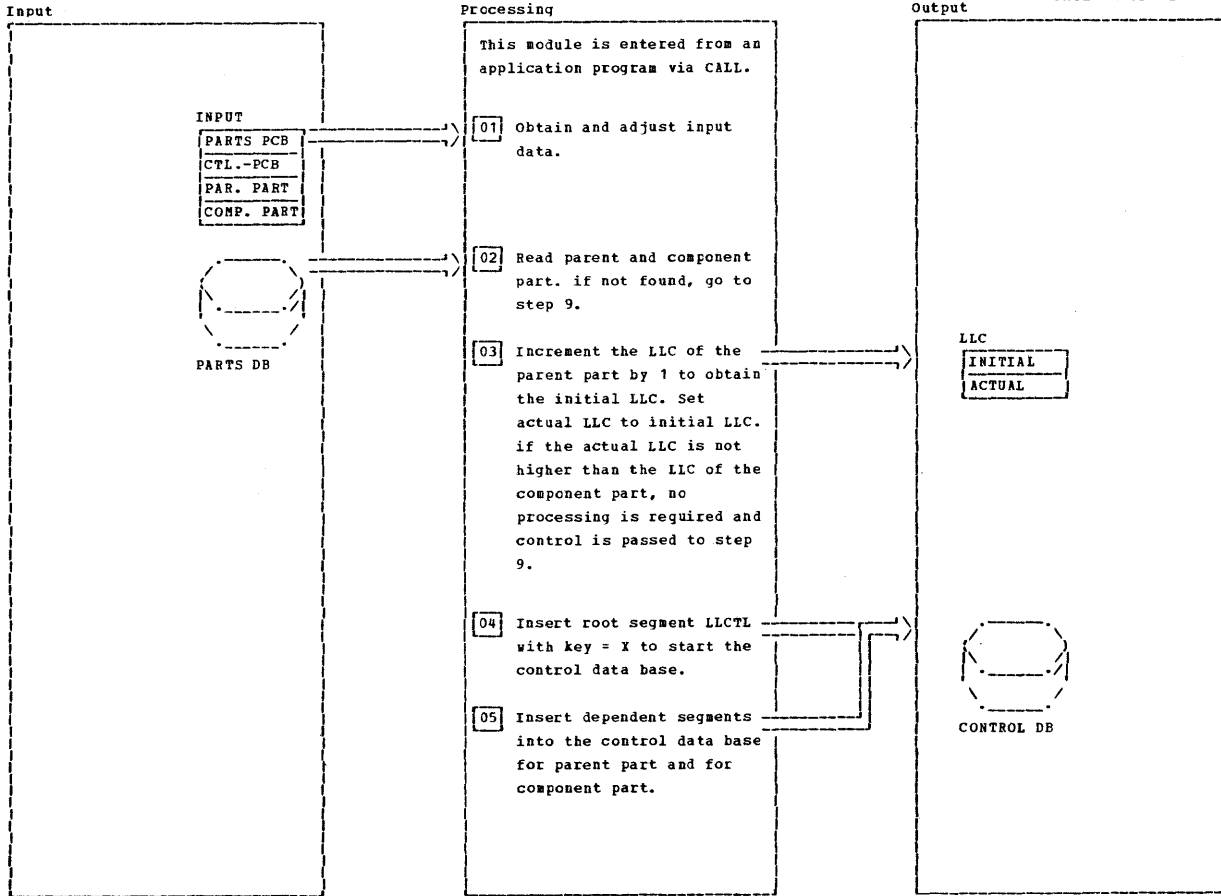 Input
Processing
Output
This module is entered from an
application program via CALL.
INPUT
PARTS PCB
CTL.-PCB
PAR. PART
COMP. PART
01 Obtain and adjust input
data.
PARTS DB
02 Read parent and component
part. if not found, go to
step 9.
03 Increment the LLC of the
parent part by 1 to obtain
the initial LLC. Set
actual LLC to initial LLC.
if the actual LLC is not
higher than the LLC of the
component part, no
processing is required and
control is passed to step
9.
LLC
INITIAL
ACTUAL
04 Insert root segment LLCTL
with key = X to start the
control data base.
05 Insert dependent segments
into the control data base
for parent part and for
component part.
CONTROL DB